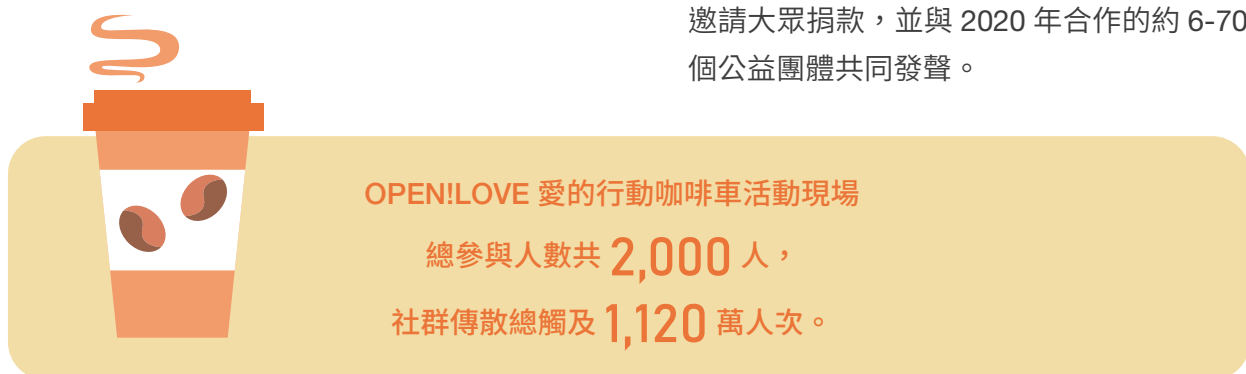 邀請大眾捐款，並與 2020 年合作的約 6-70
個公益團體共同發聲。
OPEN!LOVE 愛的行動咖啡車活動現場
總參與人數共 2,000 人，
社群傳散總觸及 1,120 萬人次。